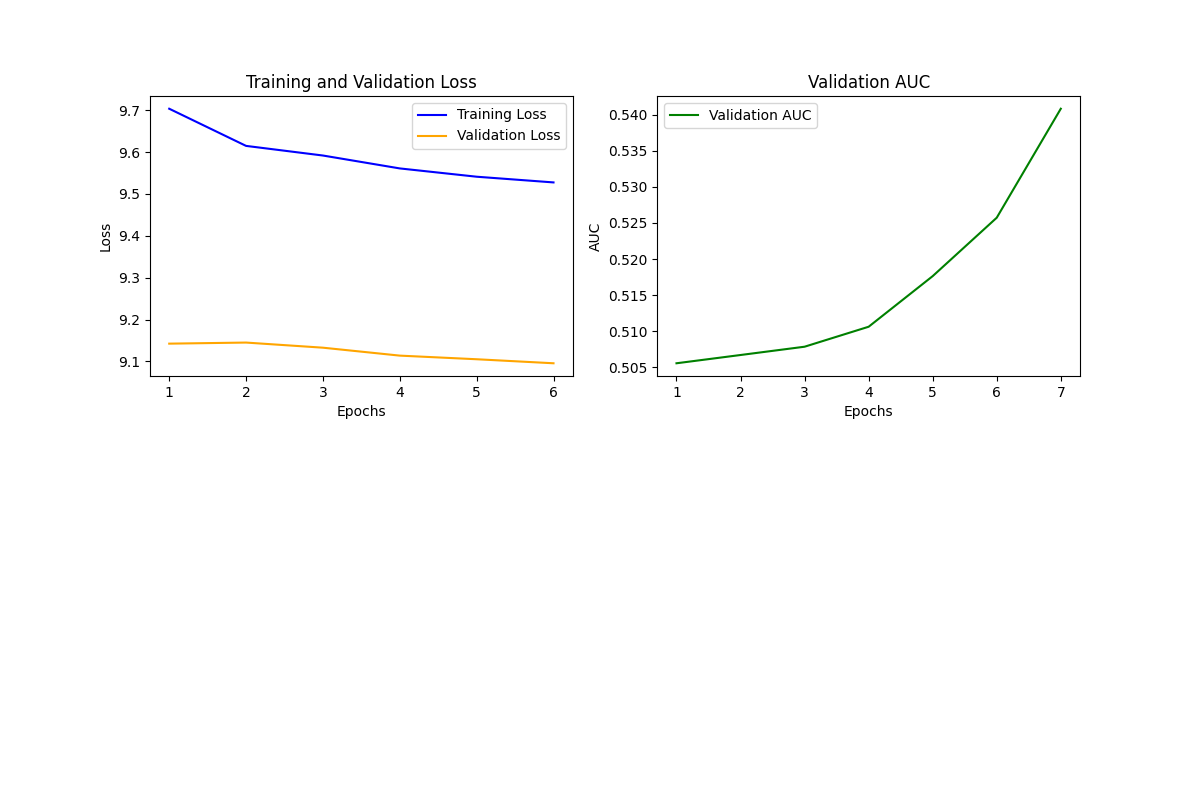 Training and Validation Loss
9.7
9.6
9.5
9.4
9.3
9.2
9.1
Loss
Training Loss
Validation Loss
1 2 3 4 5 6
Epochs
Validation AUC
0.540
0.535
0.530
0.525
0.520
0.515
0.510
0.505
AUC
Validation AUC
1 2 3 4 5 6 7
Epochs